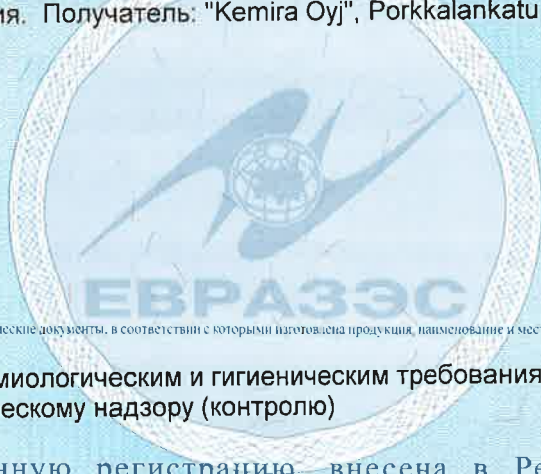 ия. Получатель: "Kemira Oyj", Porkkalankatu
ЕВРАЗЭС
ческие документы, в соответствии с которыми изготовлена продукция, наименование и мес
миологическим и гигиеническим требования
ескому надзору (контролю)
нную регистрацию, внесена в Ре